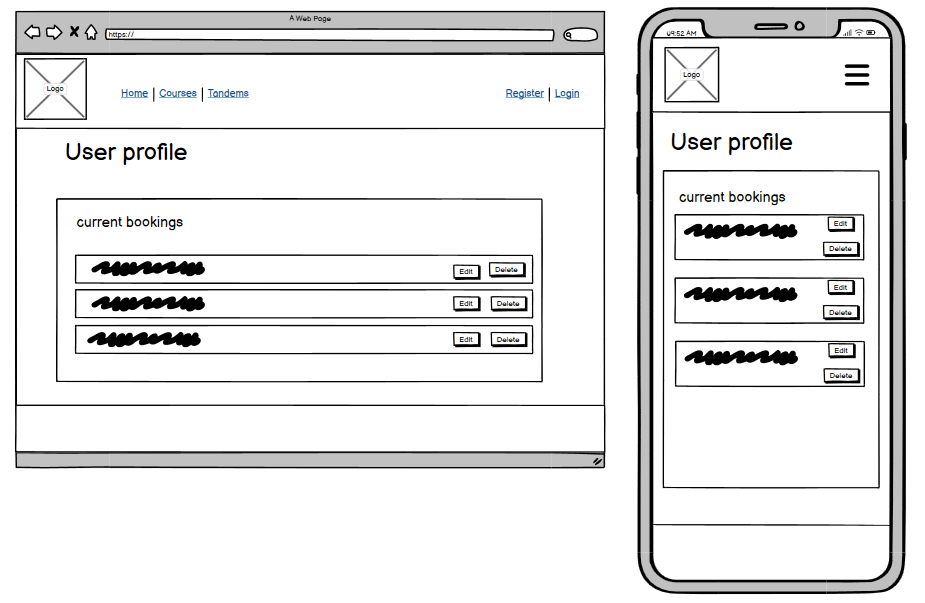 A Web Page
https://
Logo
Home | Courses | Tandems
Register | Login
User profile
current bookings
Edit Delete
Edit Delete
Edit Delete
09:52 AM
Logo
User profile
current bookings
Edit
Delete
Edit
Delete
Edit
Delete